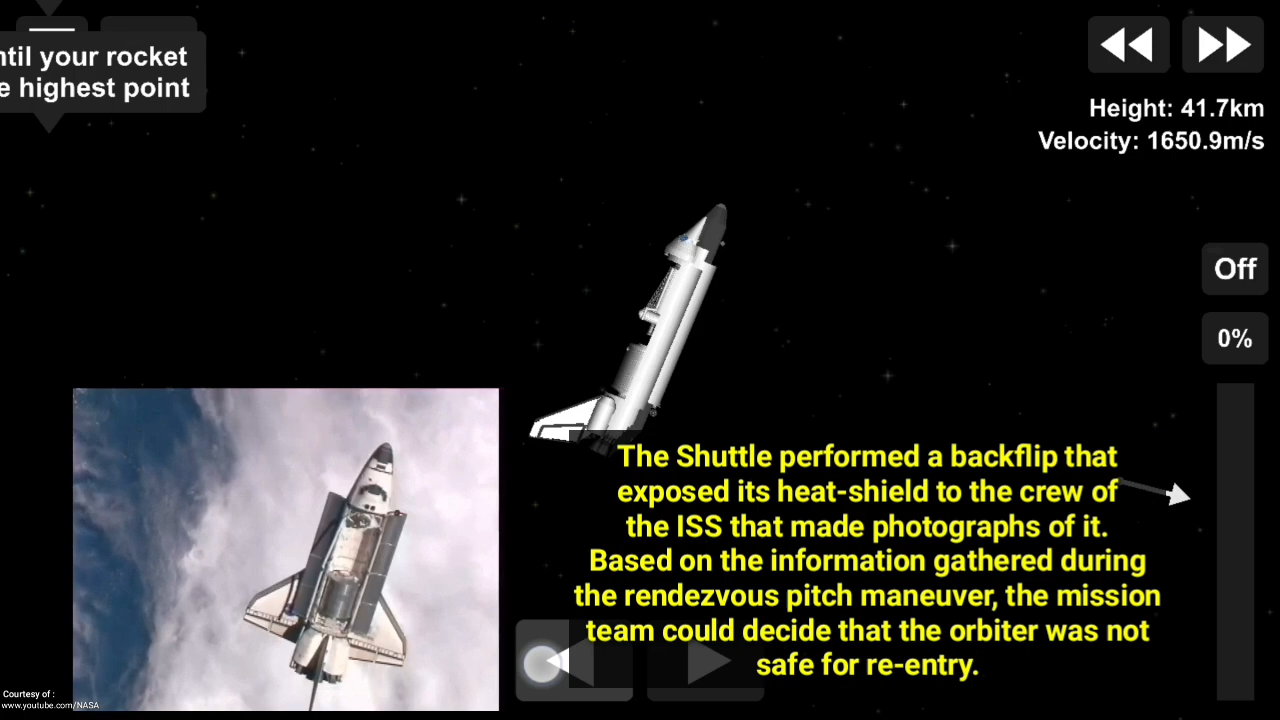 ntil your rocket
e highest point
Height: 41.7km
Velocity: 1650.9m/s
Off
0%
The Shuttle performed a backflip that
exposed its heat-shield to the crew of
the ISS that made photographs of it.
Based on the information gathered during
the rendezvous pitch maneuver, the mission
team could decide that the orbiter was not
safe for re-entry.
Courtesy of :
www.youtube.com/NASA